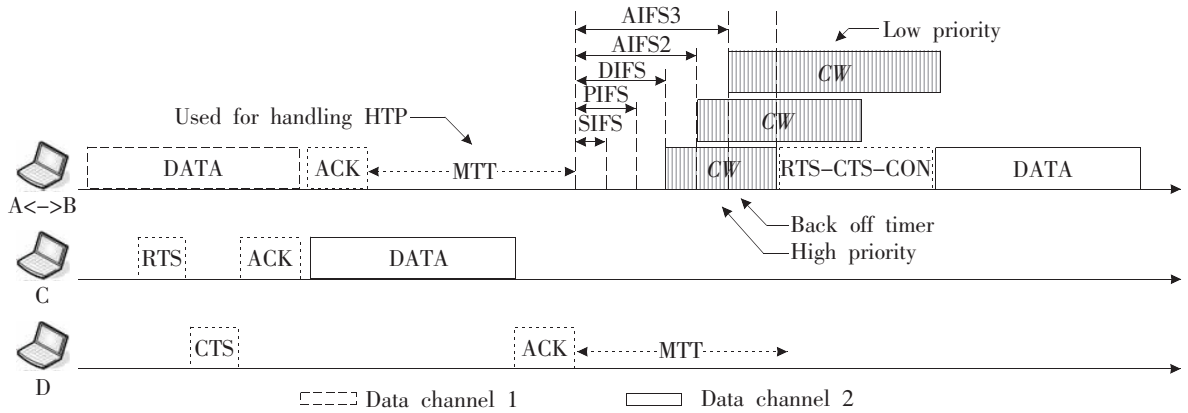 AIFS3
Low priority
AIFS2
CW
DIFS
PIFS
Used for handling HTP
CW
SIFS
DATA
ACK
MTT
CW
RTS–CTS–CON
DATA
A<–>B
Back off timer
High priority
RTS
ACK
DATA
C
CTS
ACK
MTT
D
Data channel 1
Data channel 2